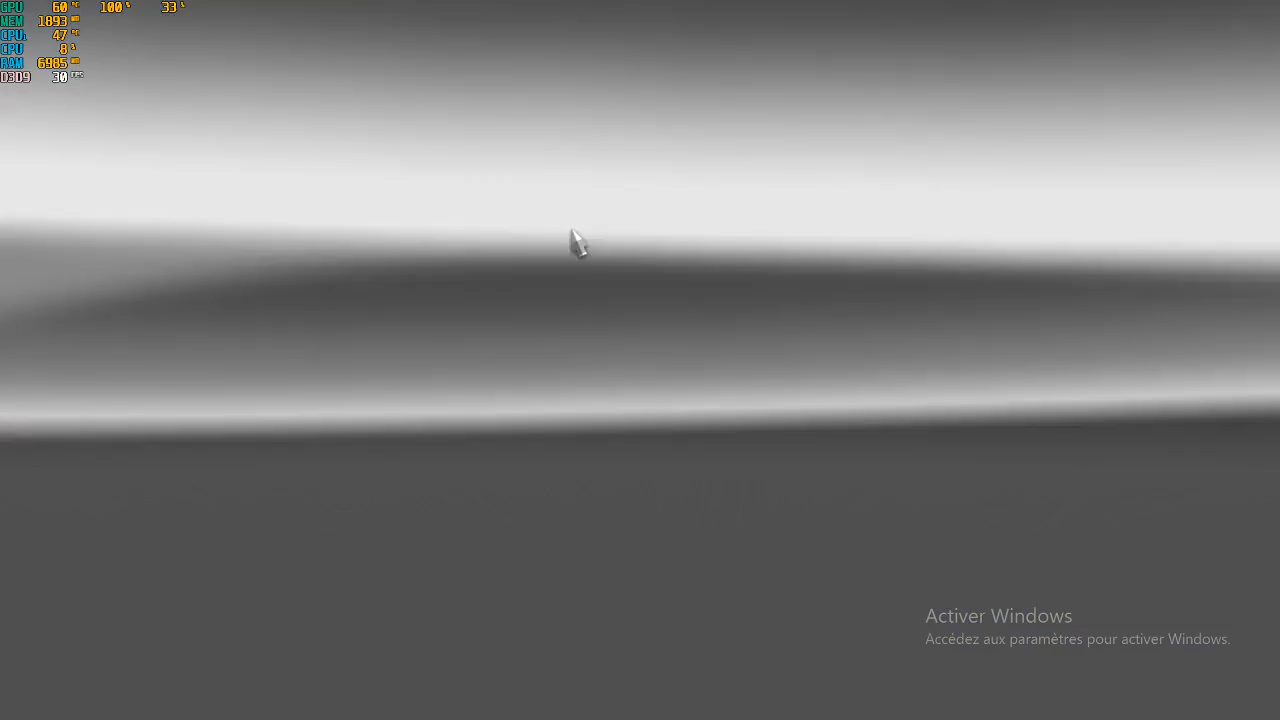 GPU 60 °C 100 % 33 %
MEM 1893 MB
CPU1 47 °C
CPU 8 %
RAM 6985 MB
D3D9 30 FPS
Activer Windows
Accédez aux paramètres pour activer Windows.